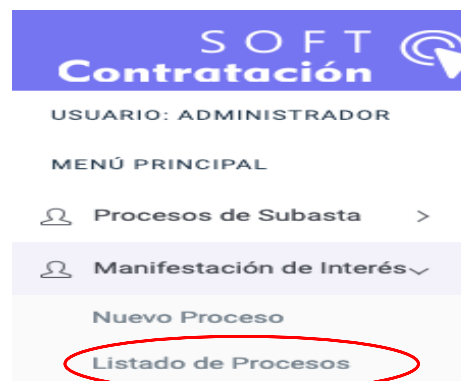 SOFT
Contratación
USUARIO: ADMINISTRADOR
MENÚ PRINCIPAL
Procesos de Subasta >
Manifestación de Interés
Nuevo Proceso
Listado de Procesos